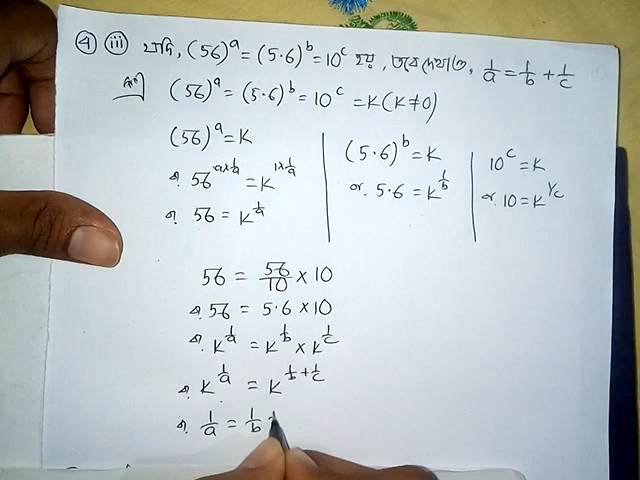 ৭ iii যদি, (56)^a = (5·6)^b = 10^c হয়, তবে দেখাও, 1/a = 1/b + 1/c
(56)^a = (5·6)^b = 10^c = K (K≠0)
(56)^a = K
বা, 56^(a×1/a) = K^(1×1/a)
বা, 56 = K^(1/a)
(5·6)^b = K
or. 5·6 = K^(1/b)
10^c = K
or. 10 = K^(1/c)
56 = 56/10 × 10
বা, 56 = 5·6 × 10
বা, K^(1/a) = K^(1/b) × K^(1/c)
বা, K^(1/a) = K^(1/b + 1/c)
বা, 1/a = 1/b